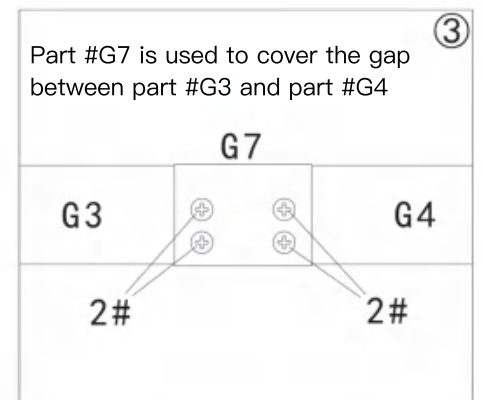 ③
Part #G7 is used to cover the gap
between part #G3 and part #G4
G7
G3 G4
2# 2#